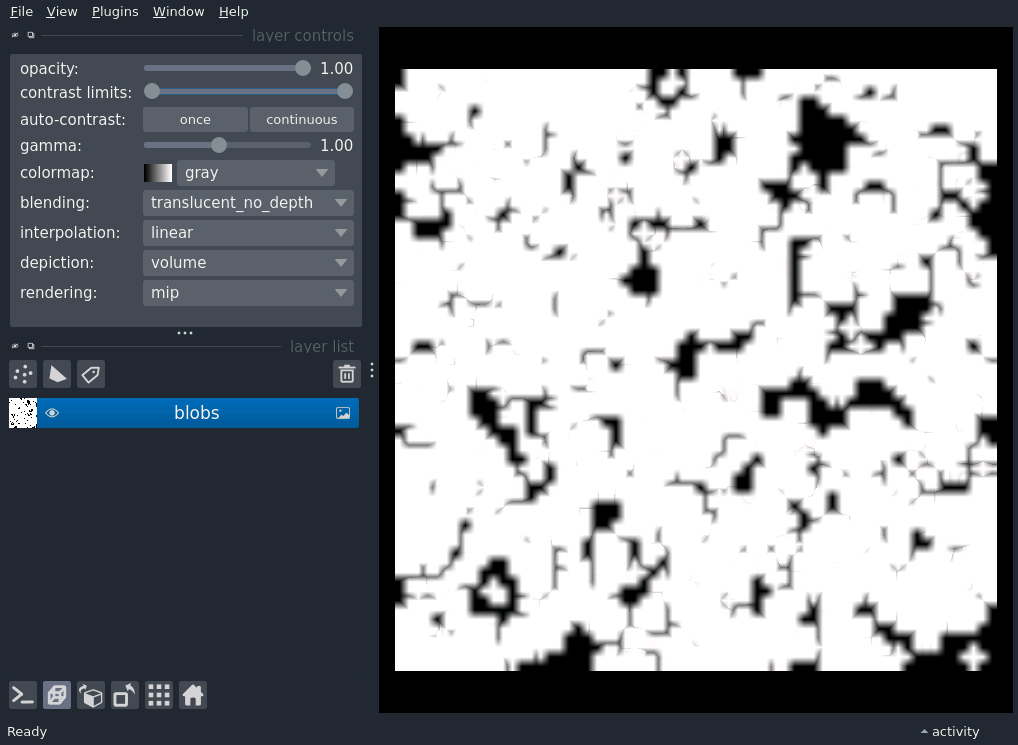 File View Plugins Window Help
layer controls
opacity: 1.00
contrast limits:
auto-contrast: once continuous
gamma: 1.00
colormap: gray
blending: translucent_no_depth
interpolation: linear
depiction: volume
rendering: mip
layer list
blobs
Ready activity